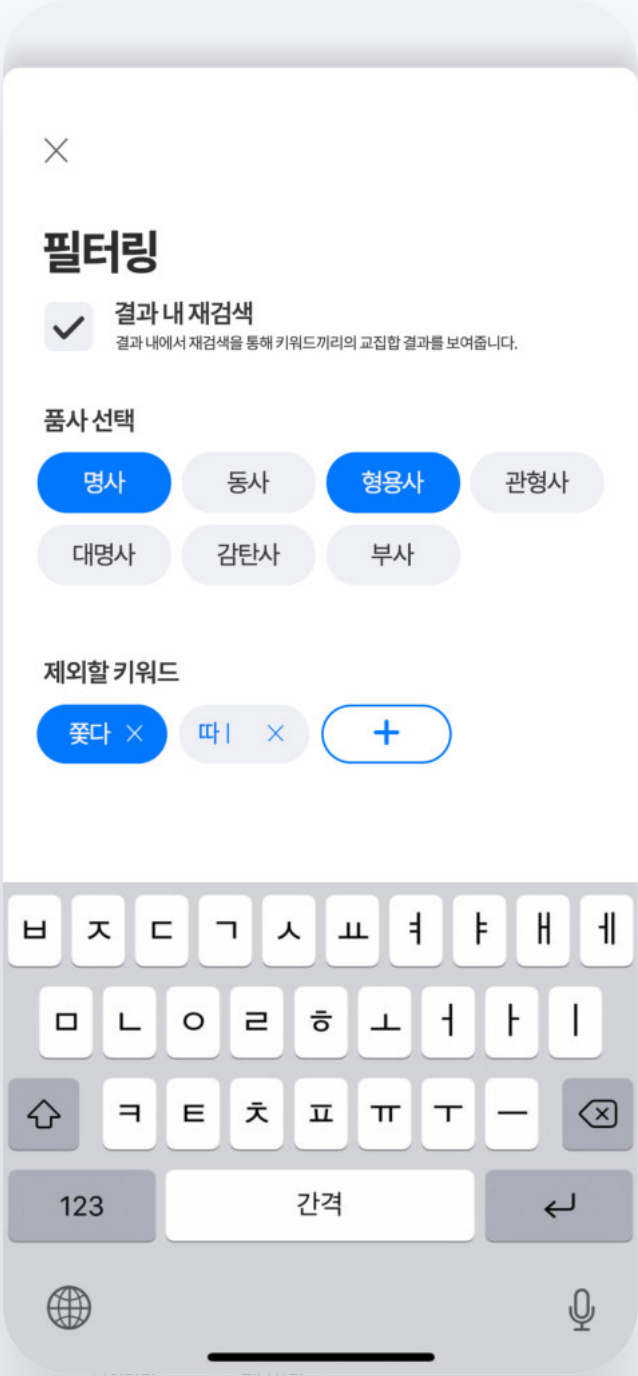 필터링
결과 내 재검색
결과 내에서 재검색을 통해 키워드끼리의 교집합 결과를 보여줍니다.
품사 선택
명사 동사 형용사 관형사
대명사 감탄사 부사
제외할 키워드
쫓다 따
ㅂ ㅈ ㄷ ㄱ ㅅ ㅛ ㅕ ㅑ ㅐ ㅔ
ㅁ ㄴ ㅇ ㄹ ㅎ ㅗ ㅓ ㅏ ㅣ
ㅋ ㅌ ㅊ ㅍ ㅠ ㅜ ㅡ
123 간격